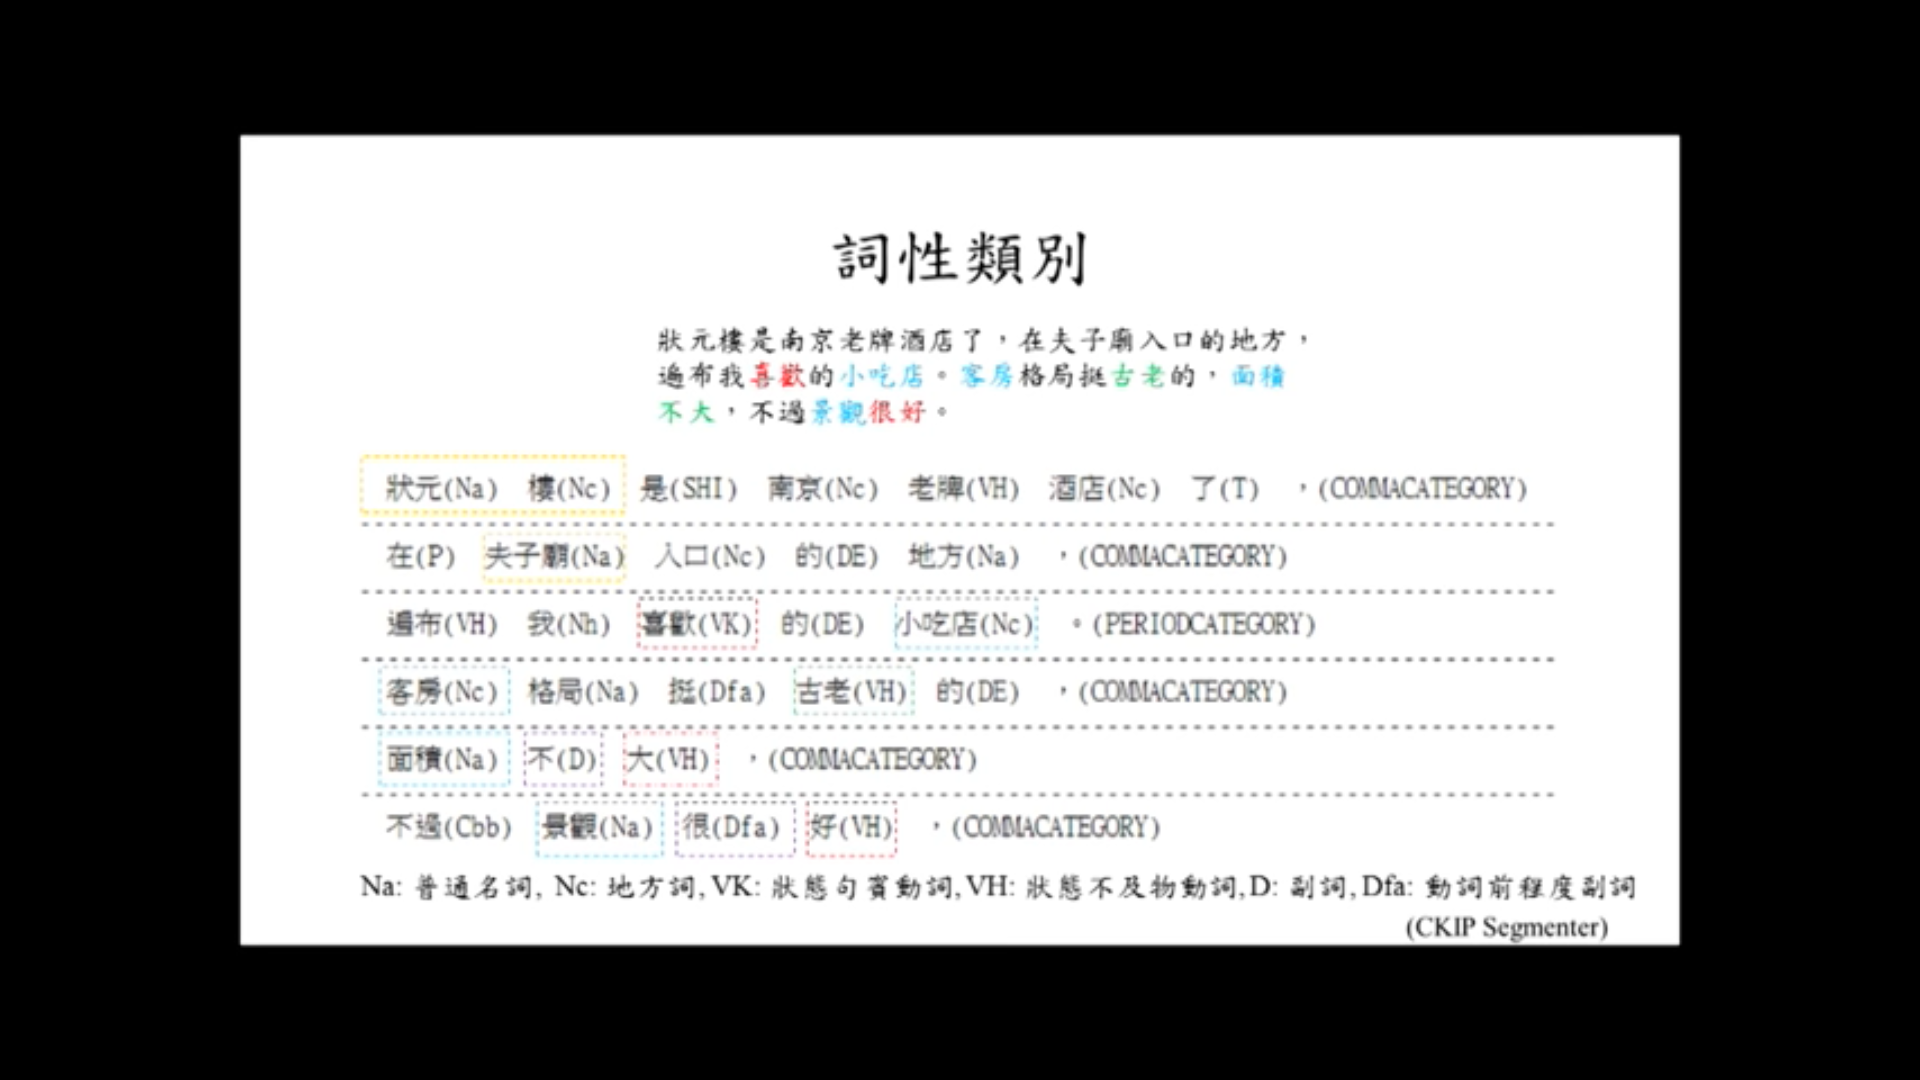 詞性類別
狀元樓是南京老牌酒店了，在夫子廟入口的地方，
遍布我喜歡的小吃店。客房格局挺古老的，面積
不大，不過景觀很好。
狀元(Na) 樓(Nc) 是(SHI) 南京(Nc) 老牌(VH) 酒店(Nc) 了(T) ，(COMMACATEGORY)
在(P) 夫子廟(Na) 入口(Nc) 的(DE) 地方(Na) ，(COMMACATEGORY)
遍布(VH) 我(Nh) 喜歡(VK) 的(DE) 小吃店(Nc) 。(PERIODCATEGORY)
客房(Nc) 格局(Na) 挺(Dfa) 古老(VH) 的(DE) ，(COMMACATEGORY)
面積(Na) 不(D) 大(VH) ，(COMMACATEGORY)
不過(Cbb) 景觀(Na) 很(Dfa) 好(VH) ，(COMMACATEGORY)
Na: 普通名詞, Nc: 地方詞, VK: 狀態句賓動詞, VH: 狀態不及物動詞, D: 副詞, Dfa: 動詞前程度副詞
(CKIP Segmenter)